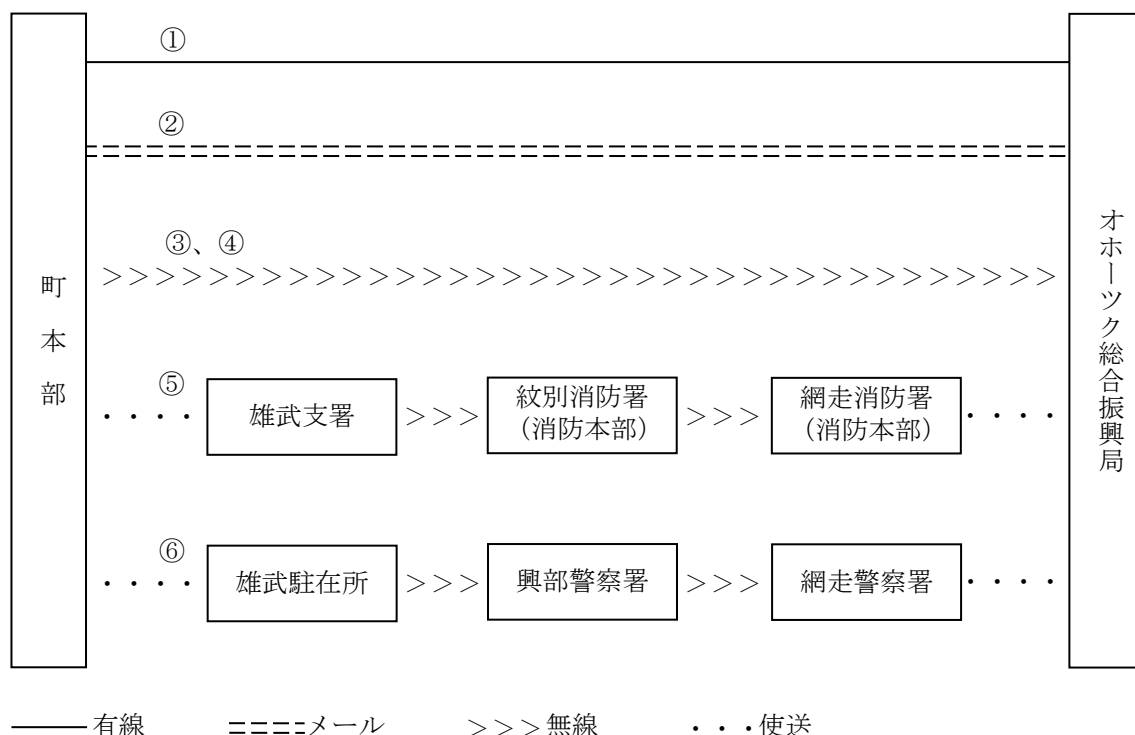 ①
②
③、④
町本部
オホーツク総合振興局
⑤
雄武支署
>>>
紋別消防署
(消防本部)
>>>
網走消防署
(消防本部)
⑥
雄武駐在所
>>>
興部警察署
>>>
網走警察署
有線
メール
>>>無線
・・・使送